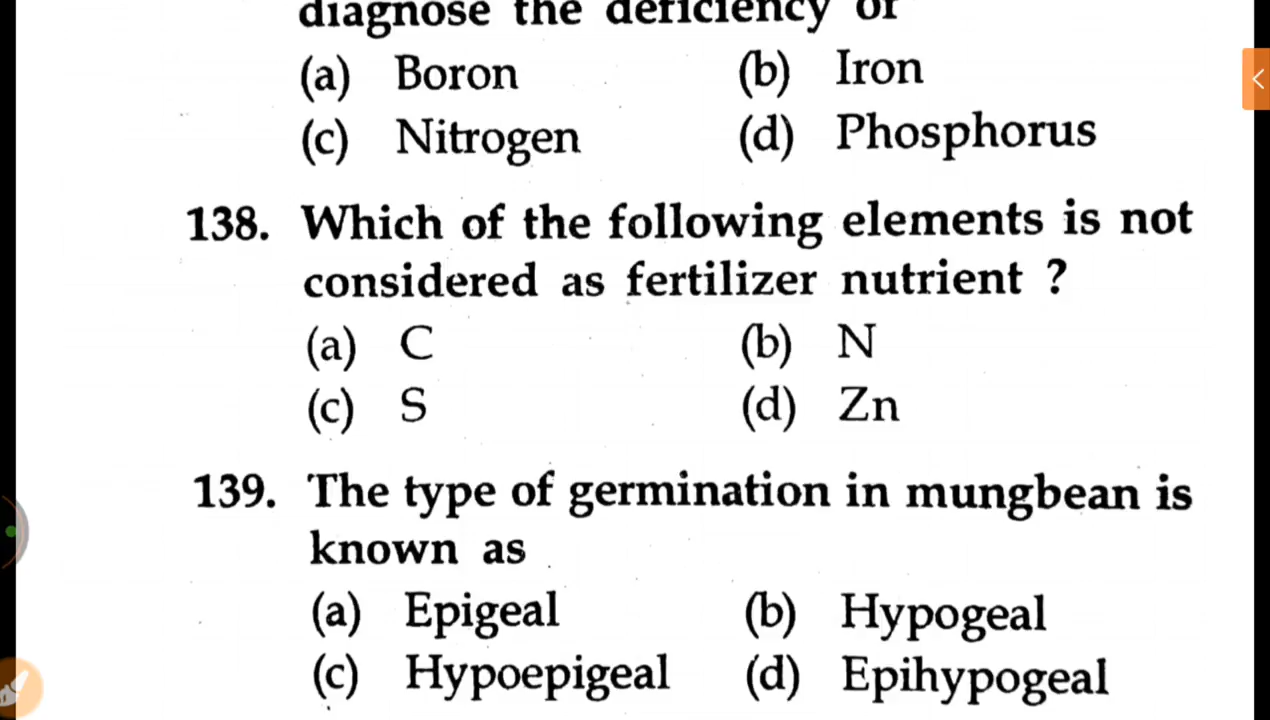 diagnose the deficiency of
(a) Boron (b) Iron
(c) Nitrogen (d) Phosphorus
138. Which of the following elements is not
considered as fertilizer nutrient ?
(a) C (b) N
(c) S (d) Zn
139. The type of germination in mungbean is
known as
(a) Epigeal (b) Hypogeal
(c) Hypoepigeal (d) Epihypogeal